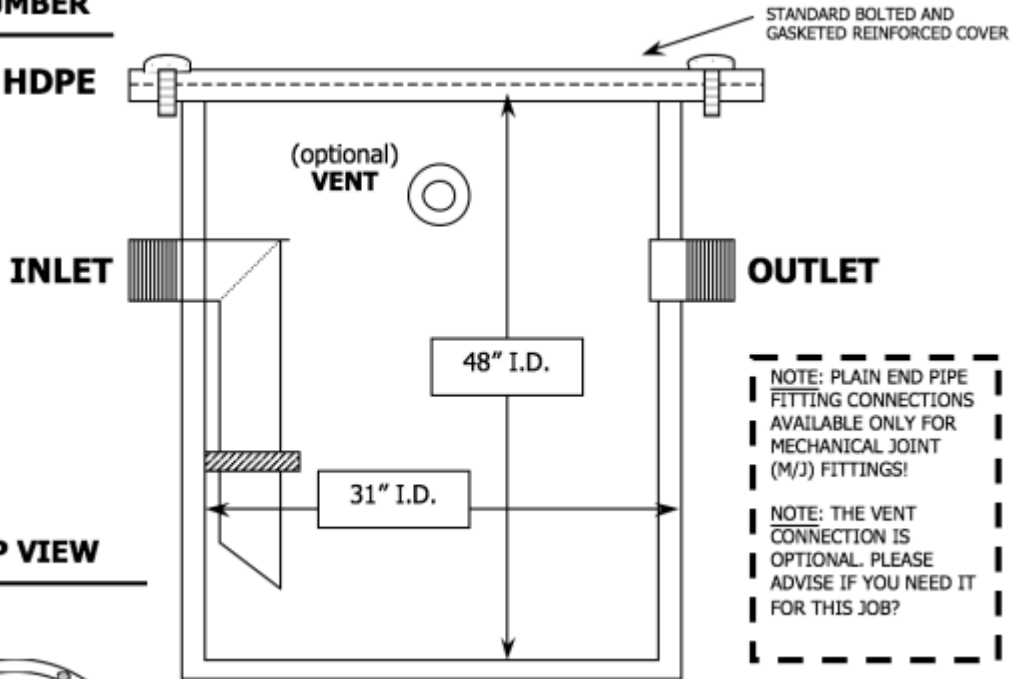 STANDARD BOLTED AND
GASKETED REINFORCED COVER
HDPE
(optional)
VENT
INLET
OUTLET
48" I.D.
31" I.D.
NOTE: PLAIN END PIPE
FITTING CONNECTIONS
AVAILABLE ONLY FOR
MECHANICAL JOINT
(M/J) FITTINGS!
NOTE: THE VENT
CONNECTION IS
OPTIONAL. PLEASE
ADVISE IF YOU NEED IT
FOR THIS JOB?
VIEW